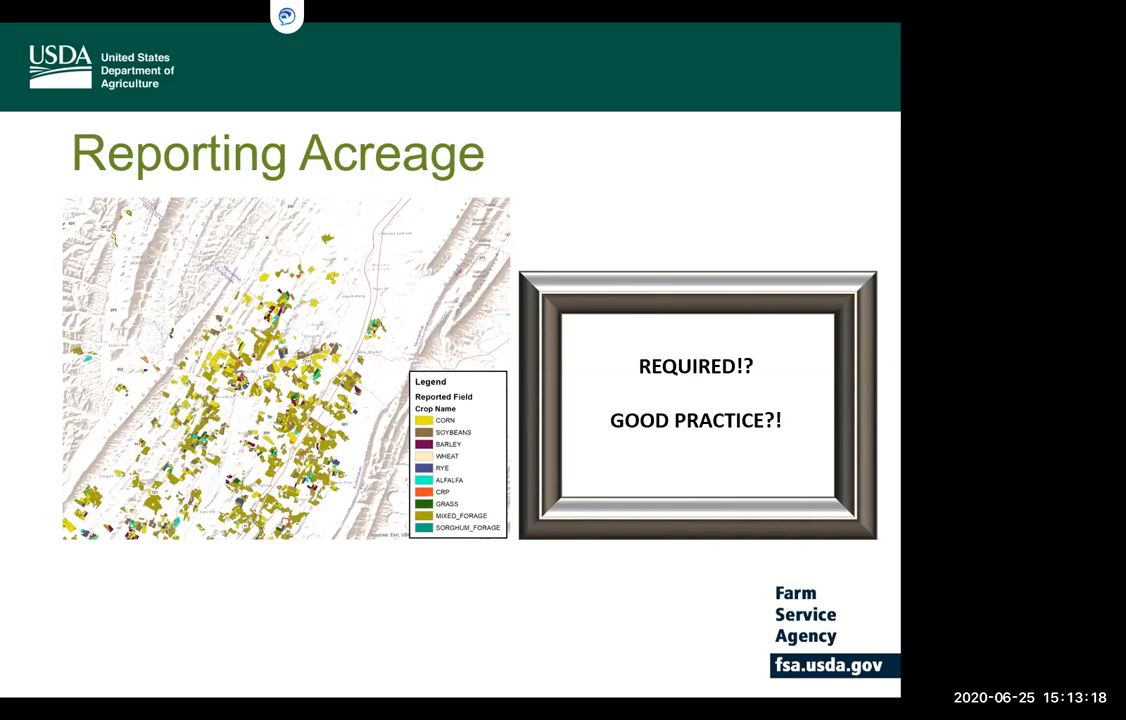 USDA
United States
Department of
Agriculture
Reporting Acreage
Legend
Reported Field
Crop Name
CORN
SOYBEANS
BARLEY
WHEAT
RYE
ALFALFA
CRP
GRASS
MIXED_FORAGE
SORGHUM_FORAGE
REQUIRED!?
GOOD PRACTICE?!
Farm
Service
Agency
fsa.usda.gov
2020-06-25 15:13:18